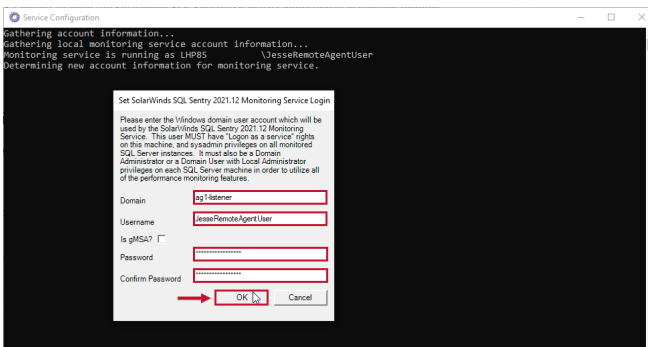 Service Configuration
Gathering account information...
Gathering local monitoring service account information...
Monitoring service is running as LHP85 \JesseRemoteAgentUser
Determining new account information for monitoring service.
Set SolarWinds SQL Sentry 2021.12 Monitoring Service Login
Please enter the Windows domain user account which will be
used by the SolarWinds SQL Sentry 2021.12 Monitoring
Service. This user MUST have "Logon as a service" rights
on this machine, and sysadmin privileges on all monitored
SQL Server instances. It must also be a Domain
Administrator or a Domain User with Local Administrator
privileges on each SQL Server machine in order to utilize all
of the performance monitoring features.
Domain ag1-listener
Username JesseRemoteAgentUser
Is gMSA?
Password *****************
Confirm Password *****************
OK Cancel